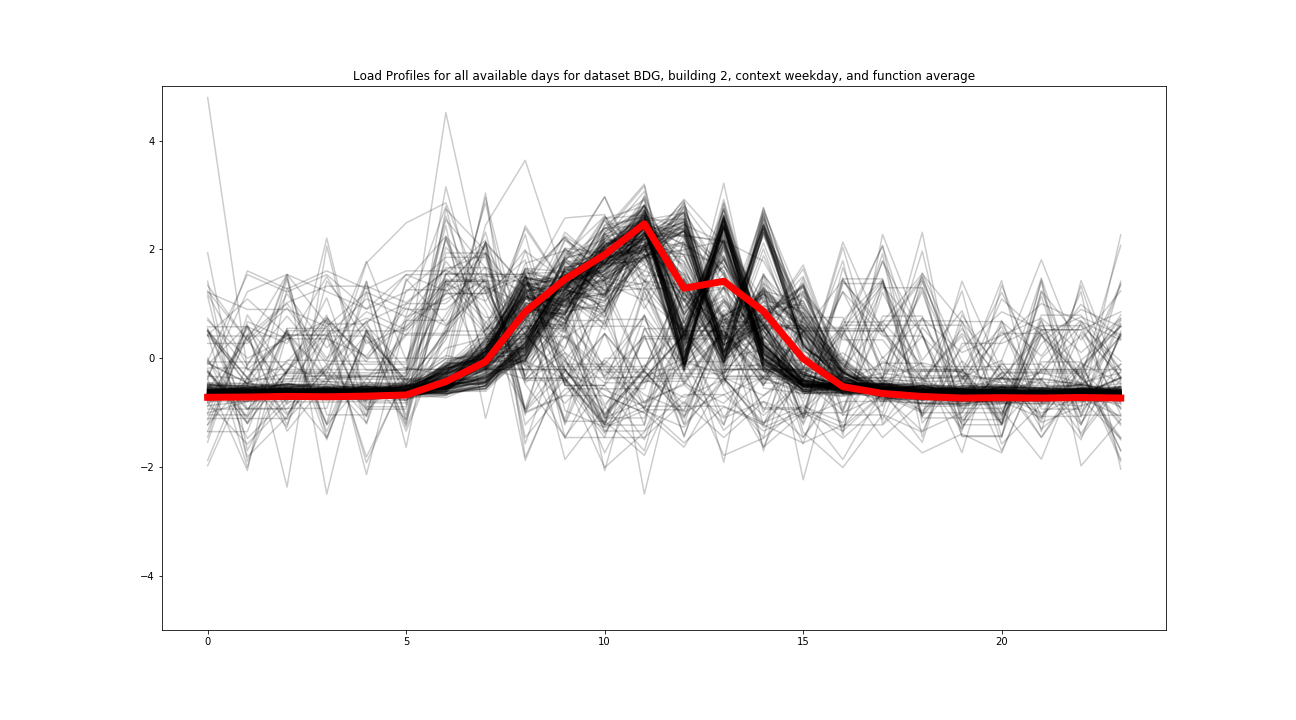 Load Profiles for all available days for dataset BDG, building 2, context weekday, and function average
4
2
0
−2
−4
0 5 10 15 20